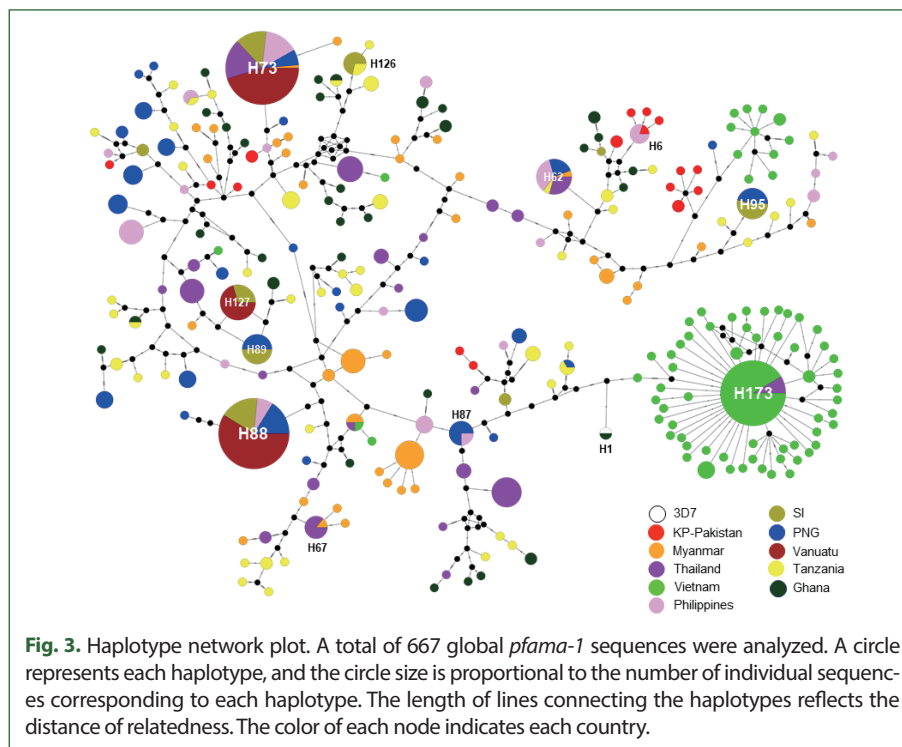 H73
H126
H6
H62
H95
H127
H89
H173
H88
H87
H1
H67
3D7
KP-Pakistan
Myanmar
Thailand
Vietnam
Philippines
SI
PNG
Vanuatu
Tanzania
Ghana
Fig. 3. Haplotype network plot. A total of 667 global pfama-1 sequences were analyzed. A circle
represents each haplotype, and the circle size is proportional to the number of individual sequenc-
es corresponding to each haplotype. The length of lines connecting the haplotypes reflects the
distance of relatedness. The color of each node indicates each country.